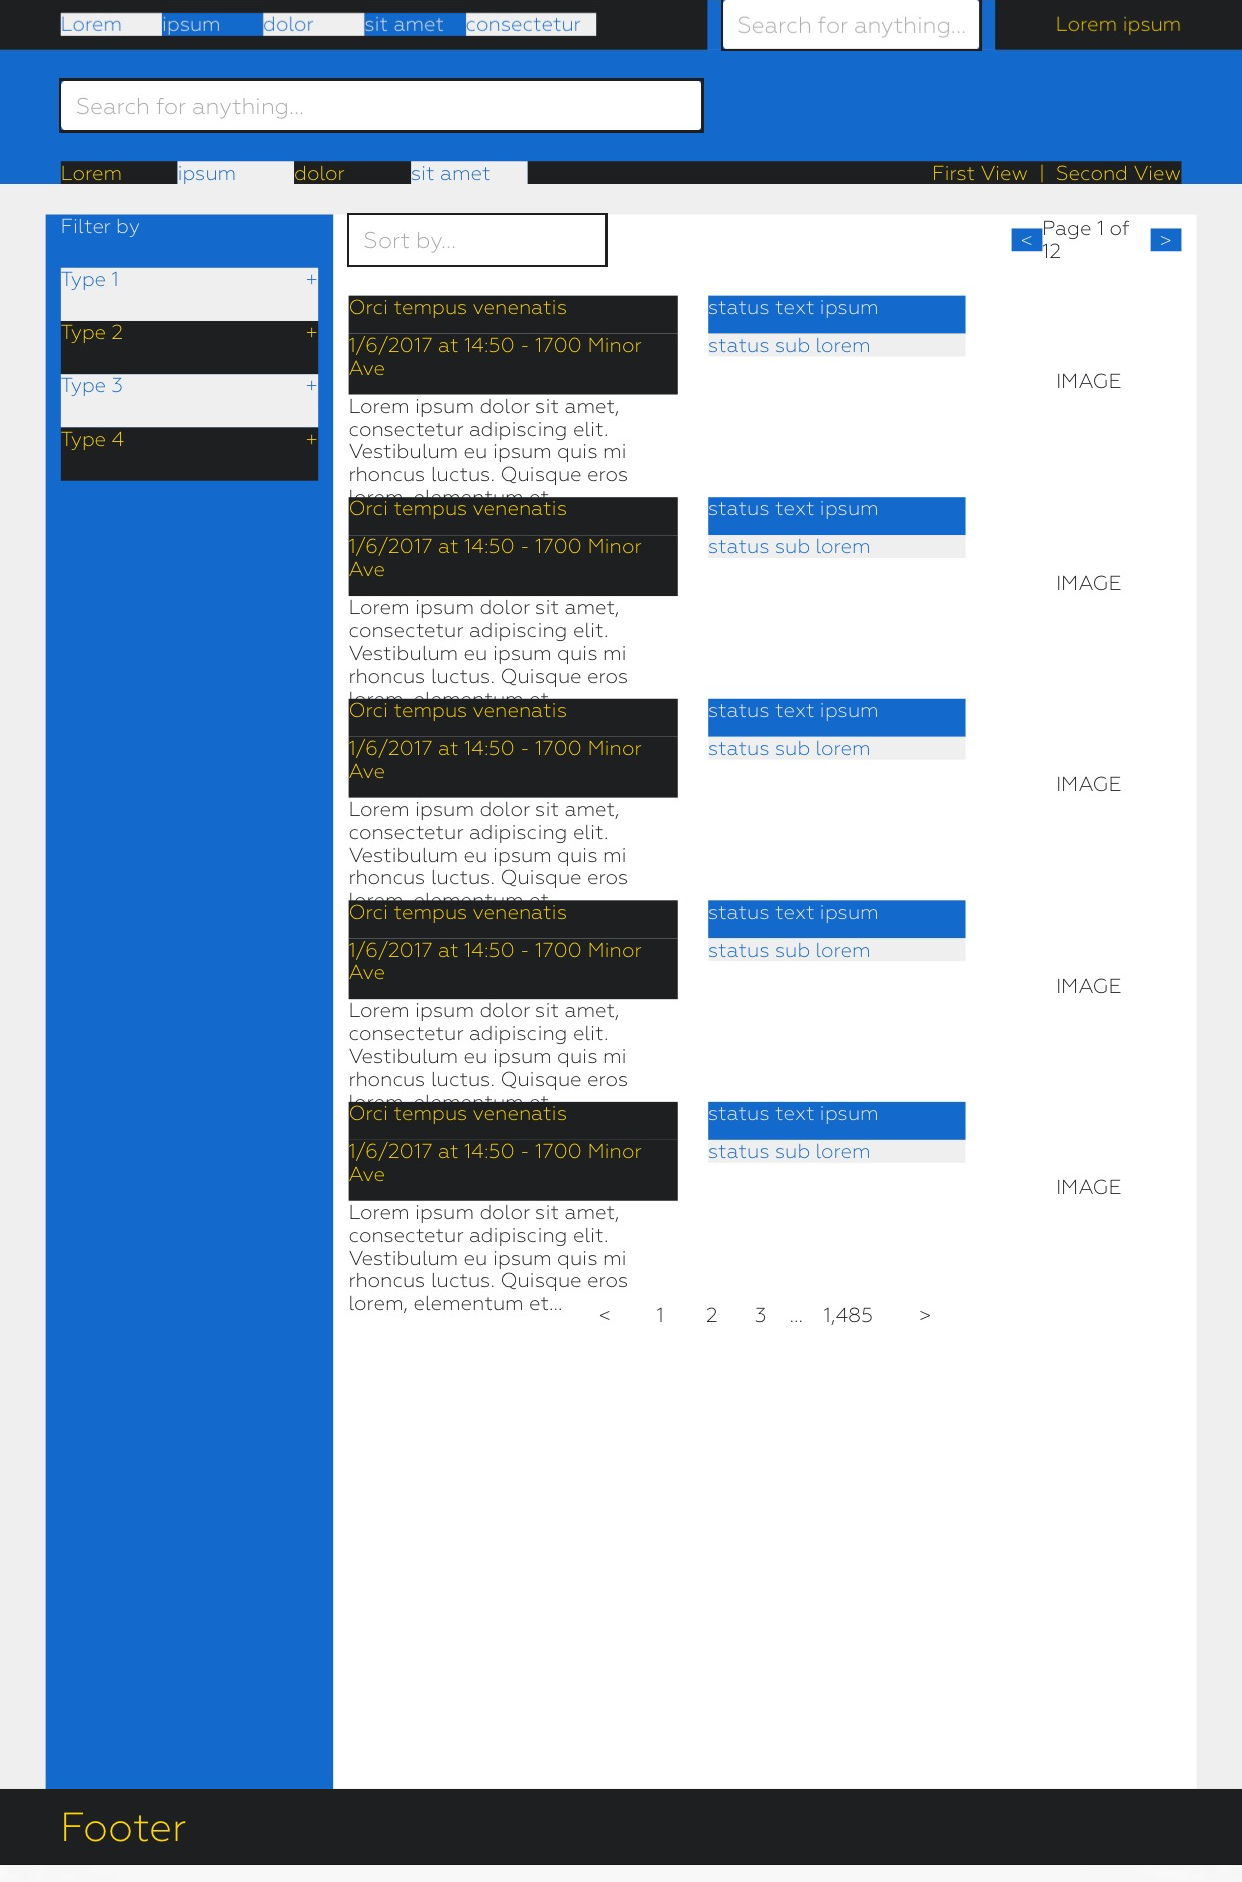 Lorem ipsum dolor sit amet consectetur Search for anything... Lorem ipsum
Search for anything...
Lorem ipsum dolor sit amet First View | Second View
Filter by
Type 1 +
Type 2 +
Type 3 +
Type 4 +
Sort by...
< Page 1 of >
12
Orci tempus venenatis
1/6/2017 at 14:50 - 1700 Minor
Ave
Lorem ipsum dolor sit amet,
consectetur adipiscing elit.
Vestibulum eu ipsum quis mi
rhoncus luctus. Quisque eros
lorem, elementum et...
status text ipsum
status sub lorem
IMAGE
Orci tempus venenatis
1/6/2017 at 14:50 - 1700 Minor
Ave
Lorem ipsum dolor sit amet,
consectetur adipiscing elit.
Vestibulum eu ipsum quis mi
rhoncus luctus. Quisque eros
lorem, elementum et...
status text ipsum
status sub lorem
IMAGE
Orci tempus venenatis
1/6/2017 at 14:50 - 1700 Minor
Ave
Lorem ipsum dolor sit amet,
consectetur adipiscing elit.
Vestibulum eu ipsum quis mi
rhoncus luctus. Quisque eros
lorem, elementum et...
status text ipsum
status sub lorem
IMAGE
Orci tempus venenatis
1/6/2017 at 14:50 - 1700 Minor
Ave
Lorem ipsum dolor sit amet,
consectetur adipiscing elit.
Vestibulum eu ipsum quis mi
rhoncus luctus. Quisque eros
lorem, elementum et...
status text ipsum
status sub lorem
IMAGE
Orci tempus venenatis
1/6/2017 at 14:50 - 1700 Minor
Ave
Lorem ipsum dolor sit amet,
consectetur adipiscing elit.
Vestibulum eu ipsum quis mi
rhoncus luctus. Quisque eros
lorem, elementum et...
status text ipsum
status sub lorem
IMAGE
< 1 2 3 ... 1,485 >
Footer